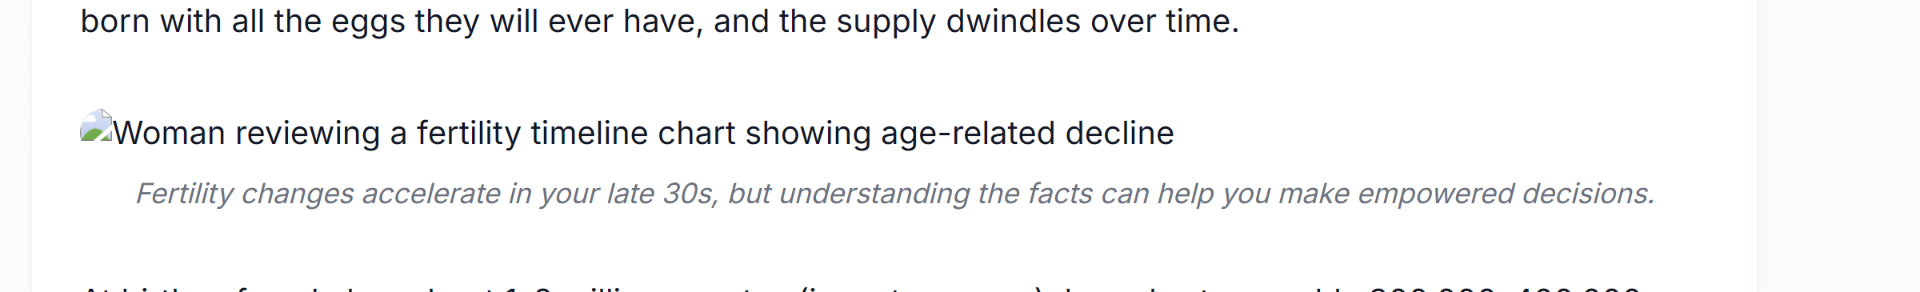 born with all the eggs they will ever have, and the supply dwindles over time.
Woman reviewing a fertility timeline chart showing age-related decline
Fertility changes accelerate in your late 30s, but understanding the facts can help you make empowered decisions.